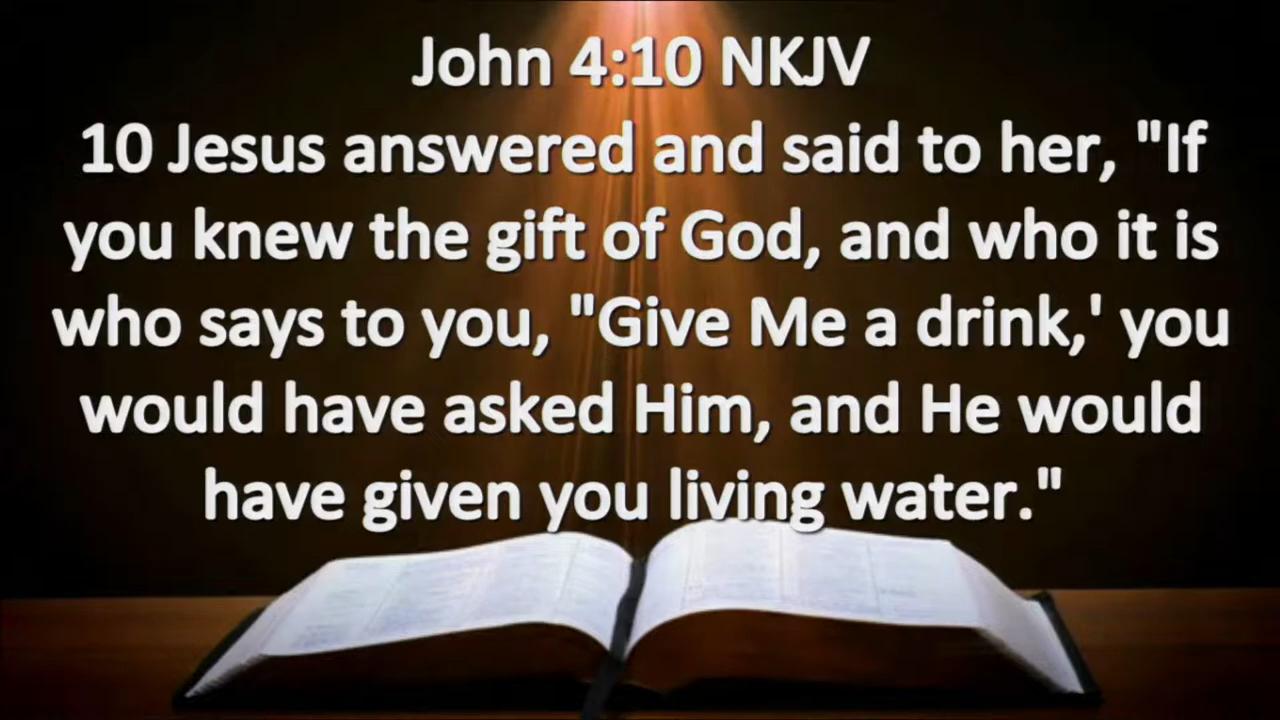 John 4:10 NKJV
10 Jesus answered and said to her, "If
you knew the gift of God, and who it is
who says to you, "Give Me a drink,' you
would have asked Him, and He would
have given you living water."